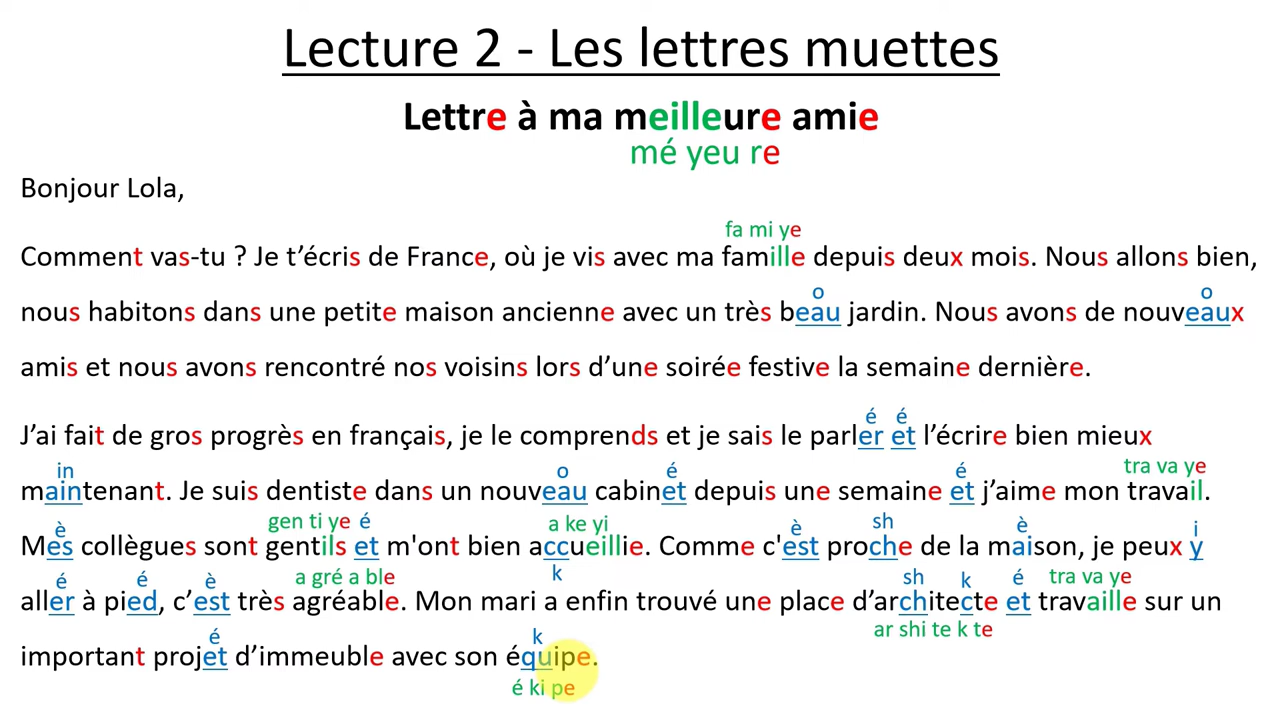 Lecture 2 - Les lettres muettes
Lettre à ma meilleure amie
mé yeu re
Bonjour Lola,
fa mi ye
Comment vas-tu ? Je t’écris de France, où je vis avec ma famille depuis deux mois. Nous allons bien,
o o
nous habitons dans une petite maison ancienne avec un très beau jardin. Nous avons de nouveaux
amis et nous avons rencontré nos voisins lors d’une soirée festive la semaine dernière.
é é
J’ai fait de gros progrès en français, je le comprends et je sais le parler et l’écrire bien mieux
in o é é tra va ye
maintenant. Je suis dentiste dans un nouveau cabinet depuis une semaine et j’aime mon travail.
è gen ti ye é a ke yi è sh è i
Mes collègues sont gentils et m'ont bien accueillie. Comme c'est proche de la maison, je peux y
é é è a gré a ble k sh k é tra va ye
aller à pied, c’est très agréable. Mon mari a enfin trouvé une place d’architecte et travaille sur un
é k ar shi te k te
important projet d’immeuble avec son équipe.
é ki pe